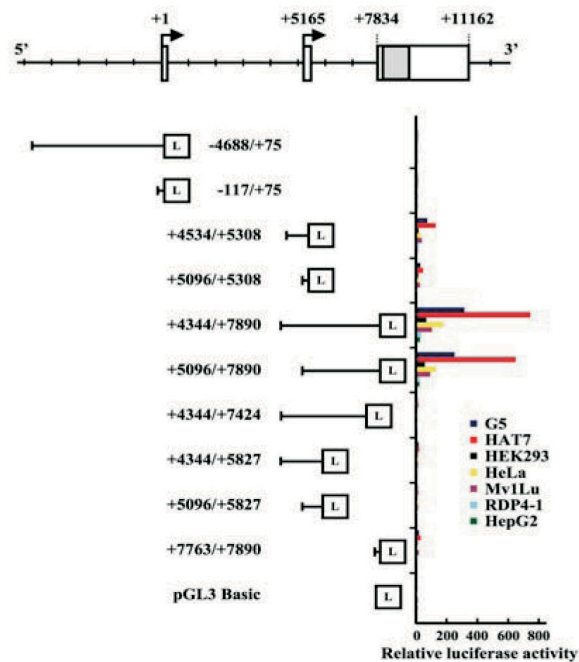 +1 +5165 +7834 +11162
5' 3'
L -4688/+75
L -117/+75
+4534/+5308 L
+5096/+5308 L
+4344/+7890 L
+5096/+7890 L
+4344/+7424 L
+4344/+5827 L
+5096/+5827 L
+7763/+7890 L
pGL3 Basic L
G5
HAT7
HEK293
HeLa
Mv1Lu
RDP4-1
HepG2
0 200 400 600 800
Relative luciferase activity